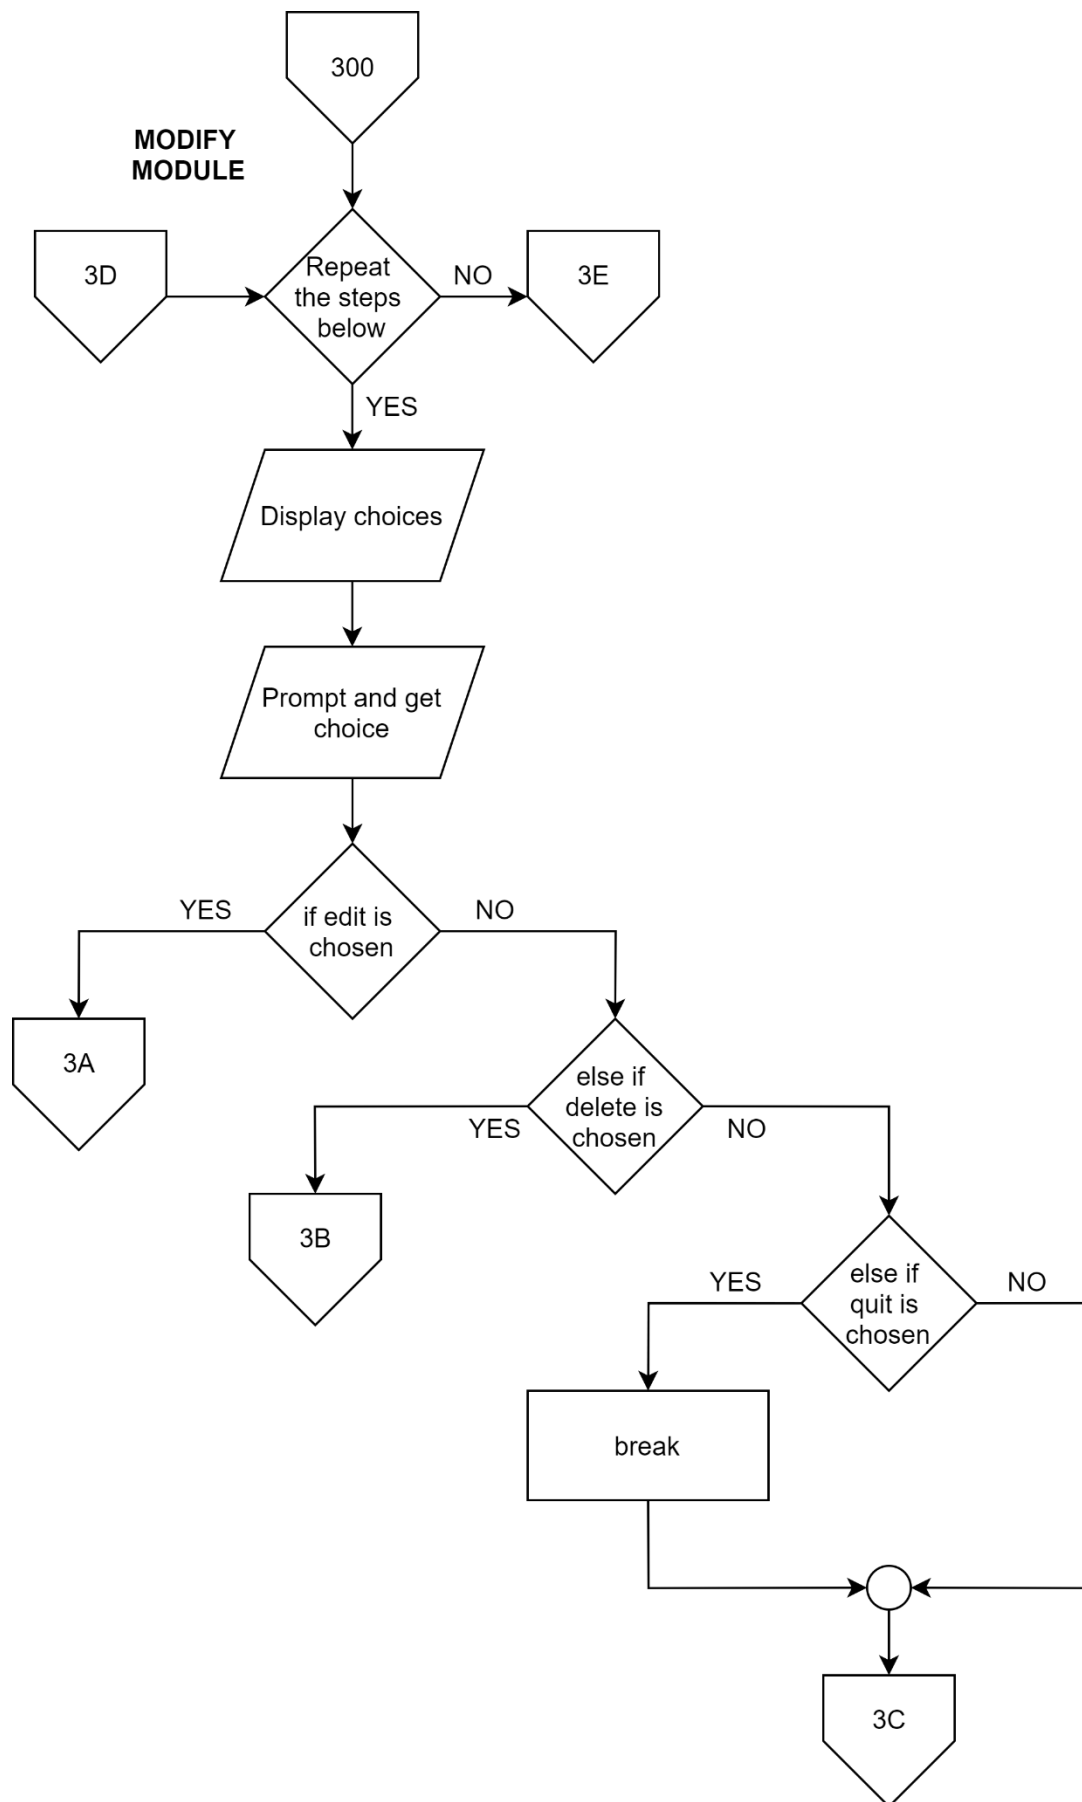 300
MODIFY
MODULE
3D
Repeat
the steps
below
NO
3E
YES
Display choices
Prompt and get
choice
YES
if edit is
chosen
NO
3A
else if
delete is
chosen
YES
NO
3B
YES
else if
quit is
chosen
NO
break
3C